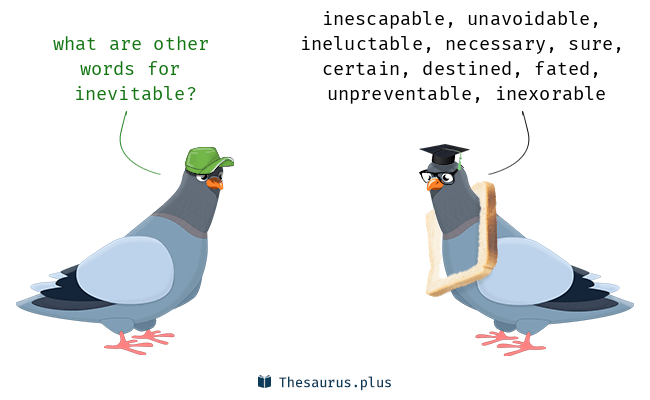 what are other
words for
inevitable?
inescapable, unavoidable,
ineluctable, necessary, sure,
certain, destined, fated,
unpreventable, inexorable
Thesaurus.plus